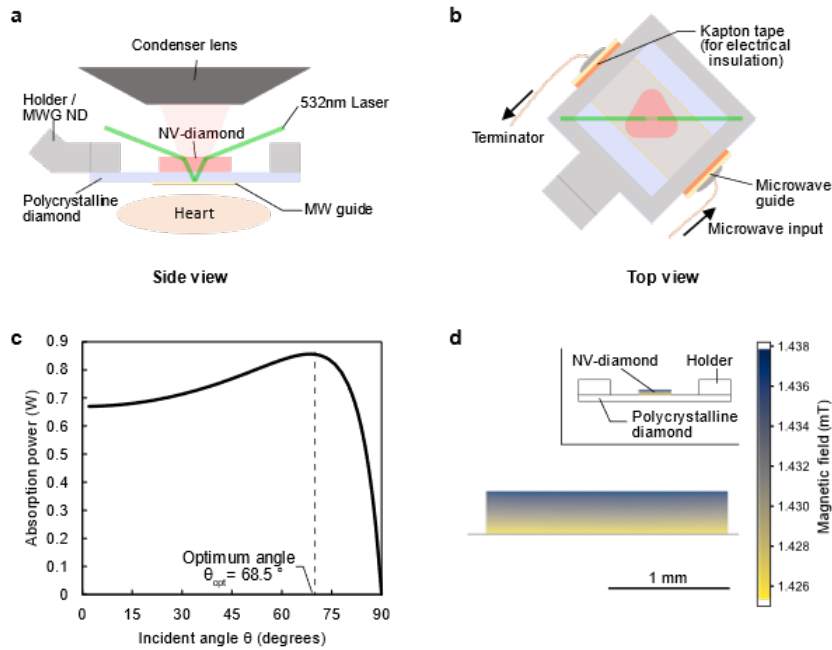 a
Condenser lens
Holder /
MWG ND
532nm Laser
NV-diamond
Polycrystalline
diamond
Heart
MW guide
Side view
b
Kapton tape
(for electrical
insulation)
Terminator
Microwave
guide
Microwave input
Top view
c
Absorption power (W)
0.9
0.8
0.7
0.6
0.5
0.4
0.3
0.2
0.1
0
Optimum angle
θopt = 68.5 °
0 15 30 45 60 75 90
Incident angle θ (degrees)
d
NV-diamond
Holder
Polycrystalline
diamond
1 mm
1.438
1.436
1.434
1.432
1.430
1.428
1.426
Magnetic field (mT)